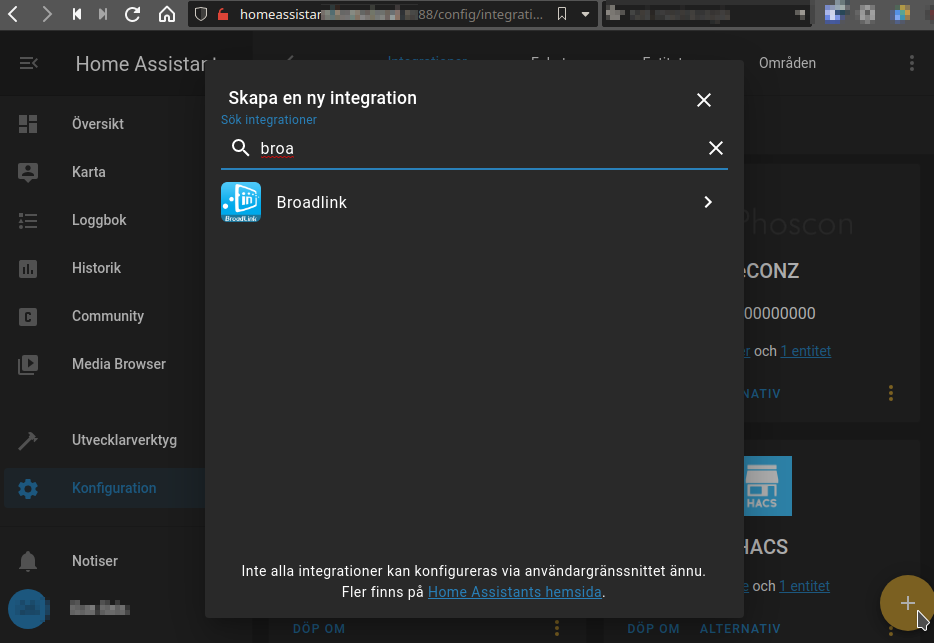 homeassistan 88/config/integrati...
Home Assistan
Integrationer
Områden
Översikt
Karta
Loggbok
Historik
Community
Media Browser
Utvecklarverktyg
Konfiguration
Notiser
Skapa en ny integration
Sök integrationer
broa
BroadLink
Broadlink
Inte alla integrationer kan konfigureras via användargränssnittet ännu.
Fler finns på Home Assistants hemsida.
Phoscon
eCONZ
00000000
er och 1 entitet
NATIV
HACS
HACS
e och 1 entitet
DÖP OM
DÖP OM ALTERNATIV